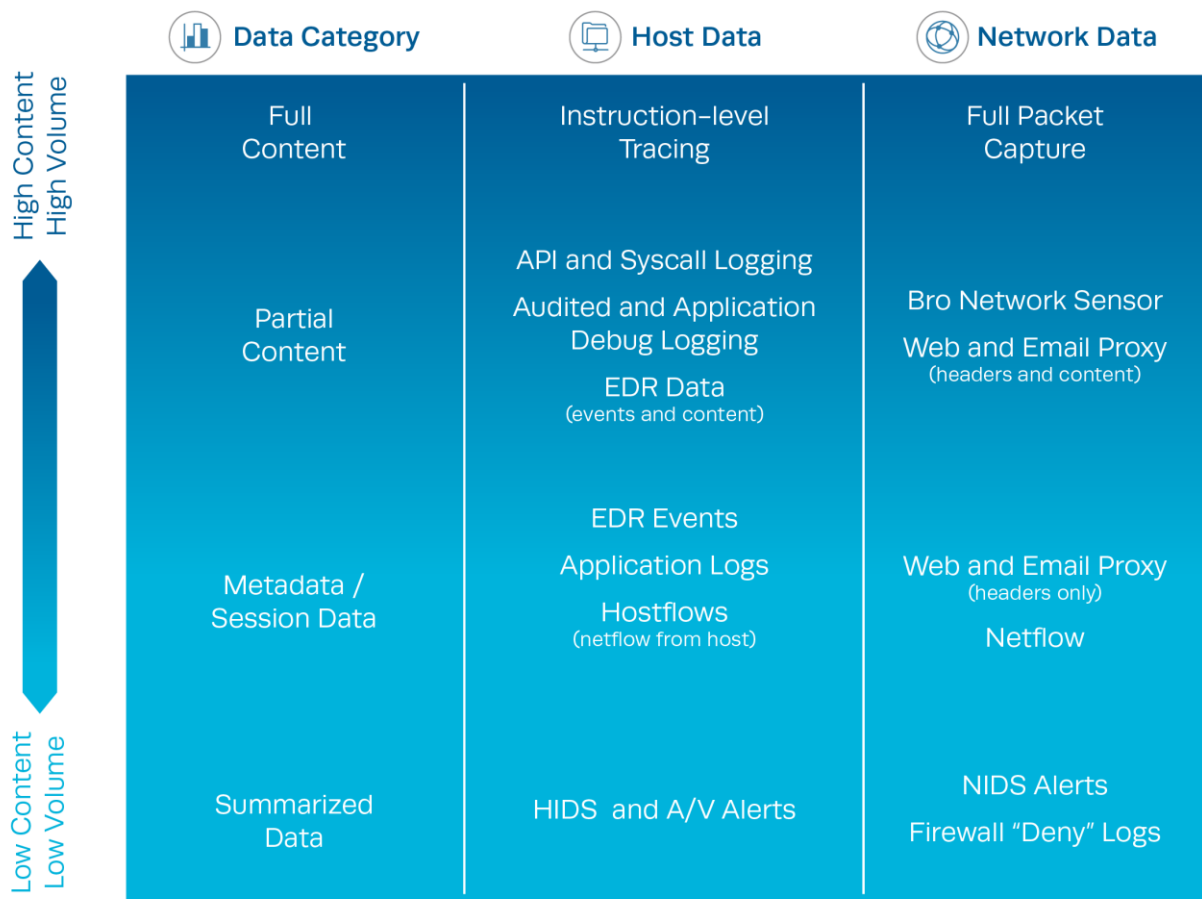 Data Category
Host Data
Network Data
High Content
High Volume
Full
Content
Instruction-level
Tracing
Full Packet
Capture
Partial
Content
API and Syscall Logging
Audited and Application
Debug Logging
EDR Data
(events and content)
Bro Network Sensor
Web and Email Proxy
(headers and content)
Metadata /
Session Data
EDR Events
Application Logs
Hostflows
(netflow from host)
Web and Email Proxy
(headers only)
Netflow
Low Content
Low Volume
Summarized
Data
HIDS and A/V Alerts
NIDS Alerts
Firewall “Deny” Logs